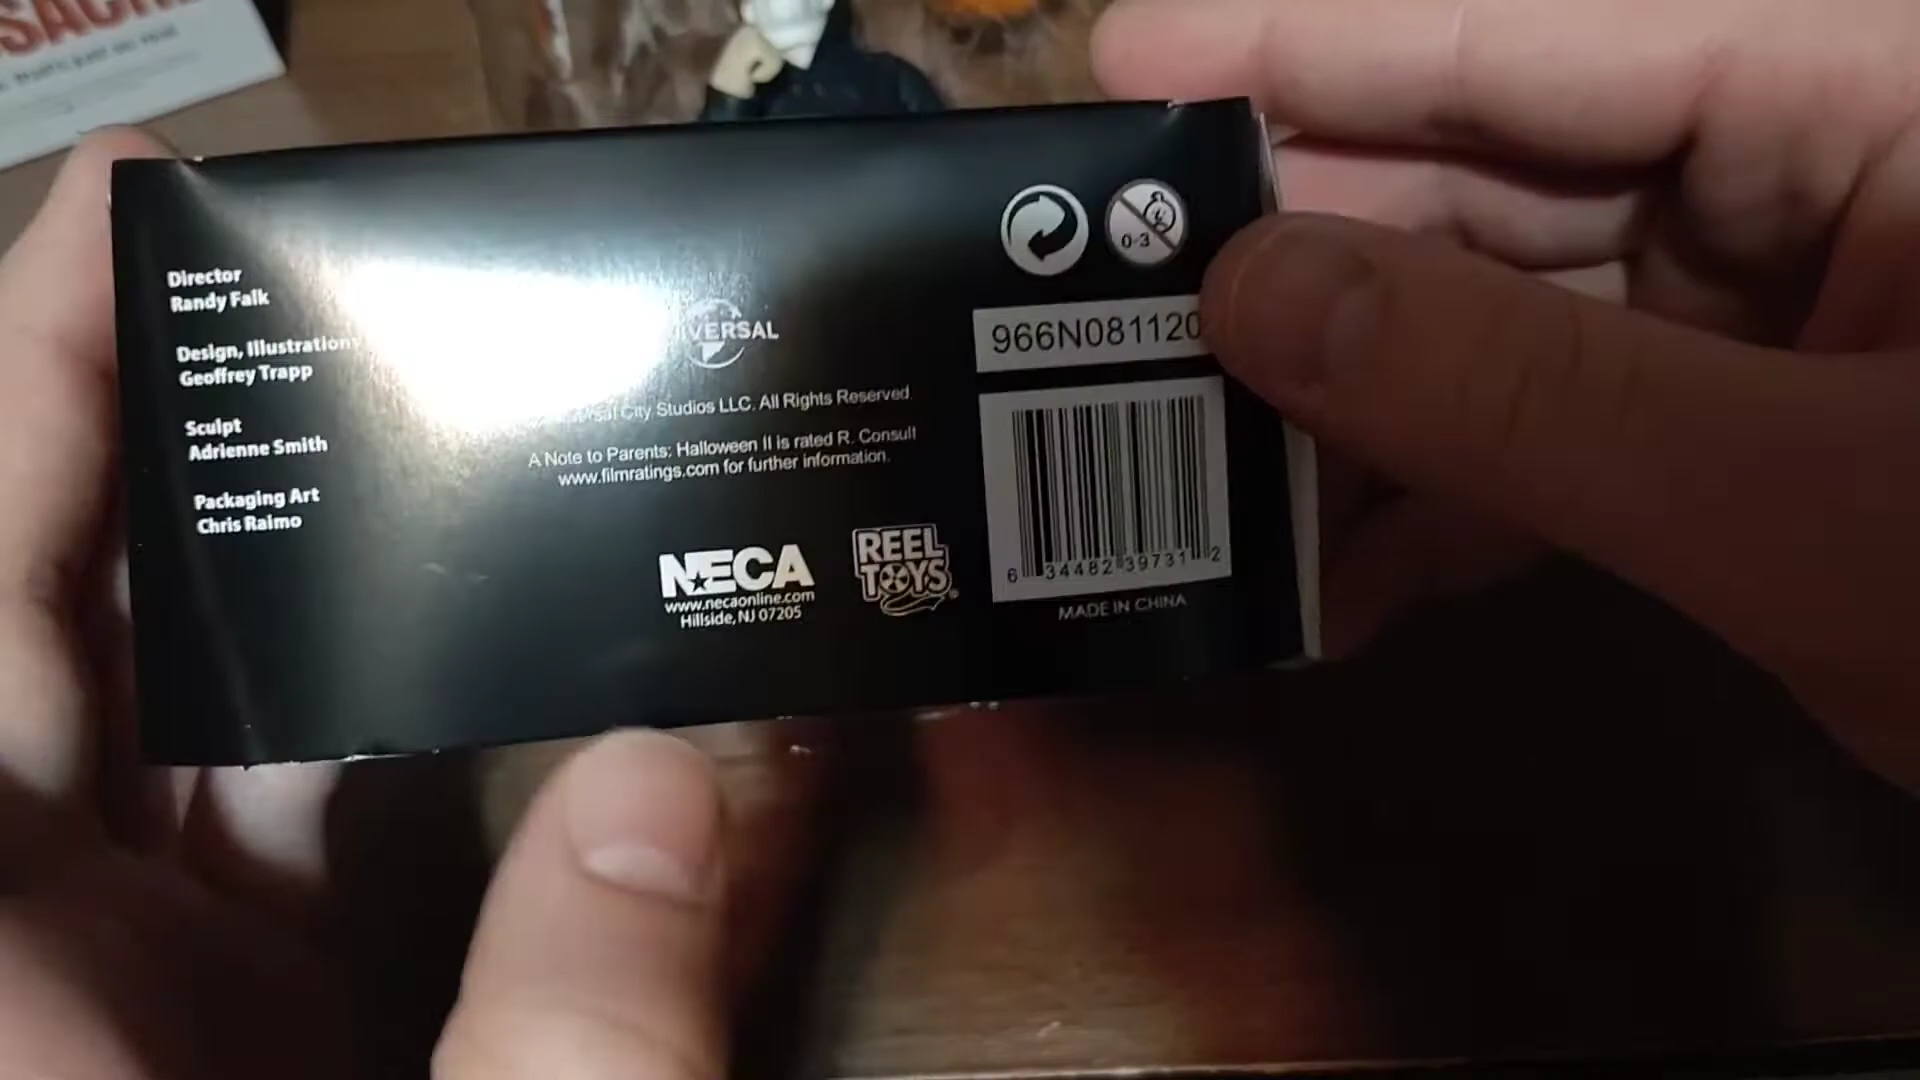 Director
Randy Falk
Design, Illustration
Geoffrey Trapp
Sculpt
Adrienne Smith
Packaging Art
Chris Raimo
IVERSAL
City Studios LLC. All Rights Reserved
A Note to Parents: Halloween II is rated R. Consult
www.filmratings.com for further information.
NECA
www.necaonline.com
Hillside, NJ 07205
REEL
TOYS
®
0-3
966N081120
6 34482 39731 2
MADE IN CHINA